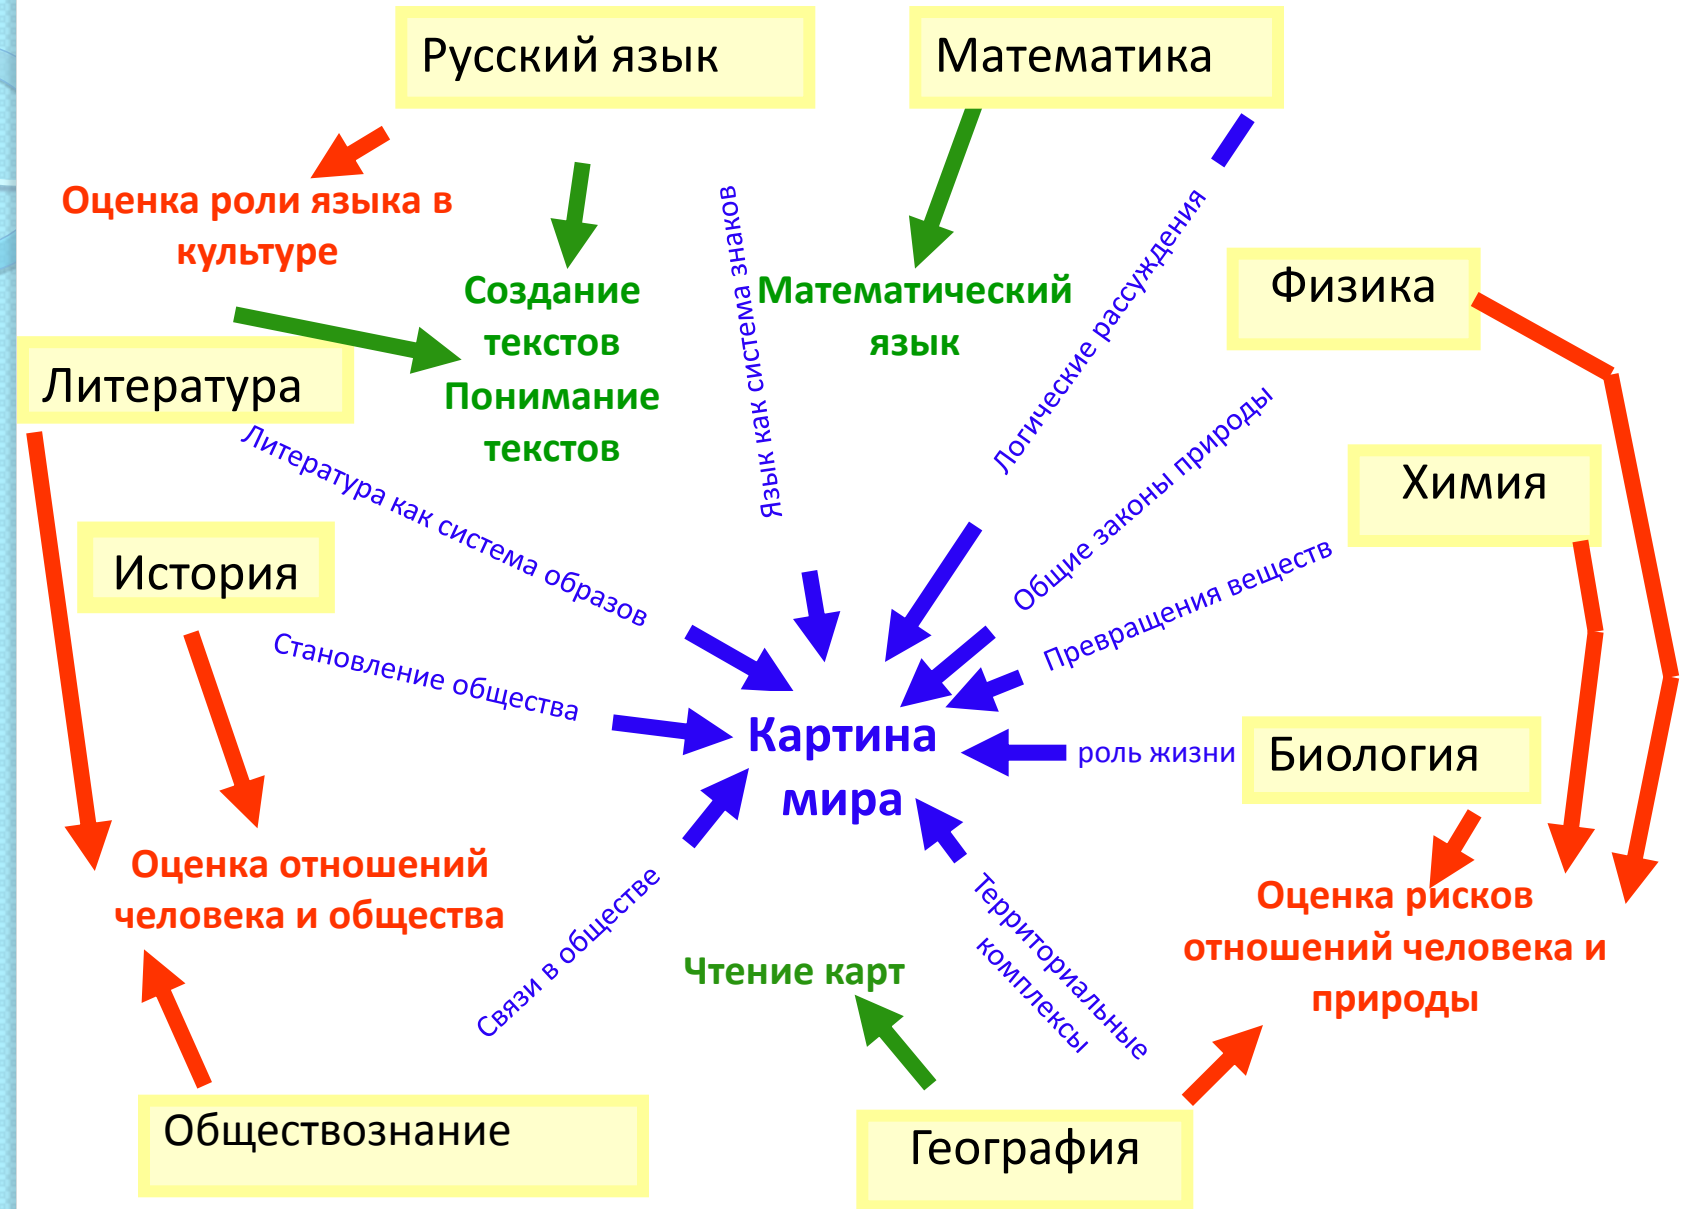 Русский язык
Математика
Оценка роли языка в
культуре
Создание
текстов
Понимание
текстов
Язык как система знаков
Математический
язык
Логические рассуждения
Физика
Литература
Литература как система образов
Общие законы природы
Химия
История
Становление общества
Превращения веществ
Картина
мира
роль жизни
Биология
Оценка отношений
человека и общества
Связи в обществе
Чтение карт
Территориальные
комплексы
Оценка рисков
отношений человека и
природы
Обществознание
География